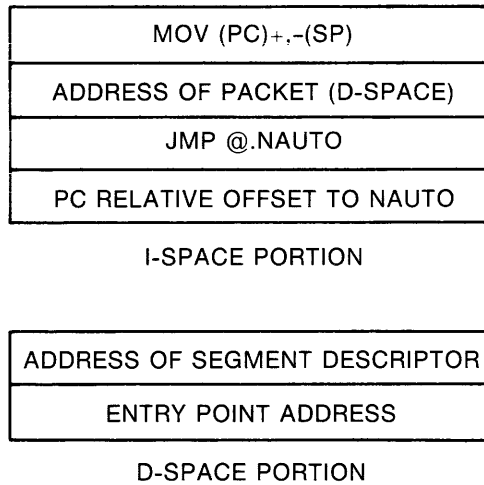 MOV (PC)+,-(SP)
ADDRESS OF PACKET (D-SPACE)
JMP @.NAUTO
PC RELATIVE OFFSET TO NAUTO
I-SPACE PORTION
ADDRESS OF SEGMENT DESCRIPTOR
ENTRY POINT ADDRESS
D-SPACE PORTION